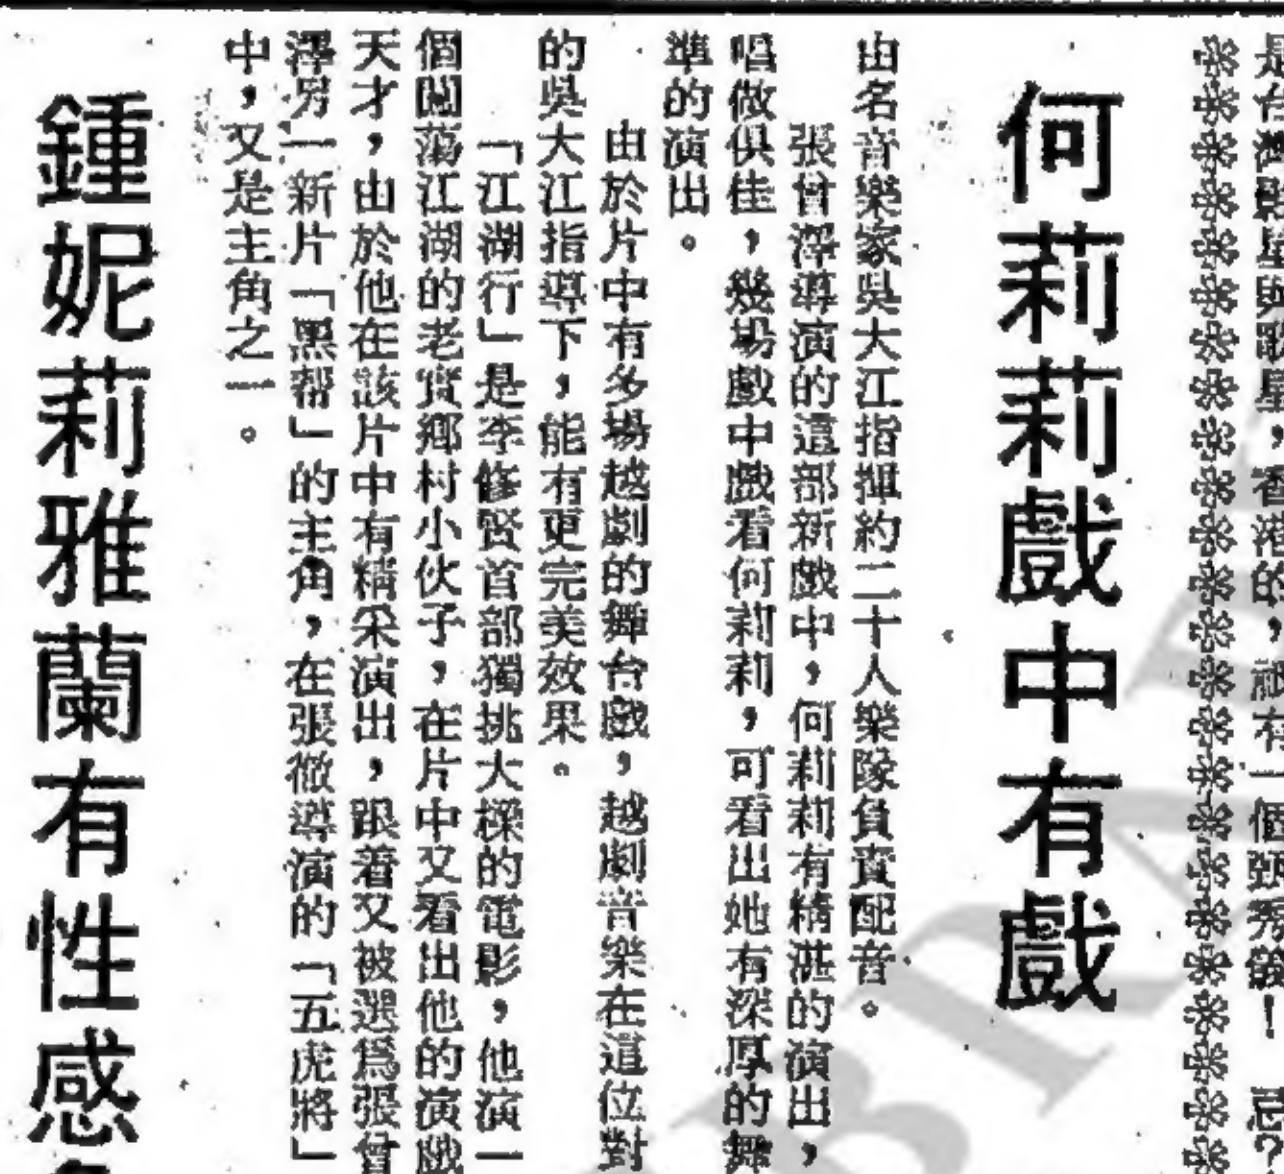 是台灣影星與歌星，香港的，祇有一個張秀儀！
何莉莉戲中有戲
由名音樂家吳大江指揮約二十人樂隊負責配音。
張曾澤導演的這部新戲中，何莉莉有精湛的演出，
唱做俱佳，幾場戲中戲看何莉莉，可看出她有深厚的舞
準的演出。
由於片中有多場越劇的舞台戲，越劇音樂在這位對
的吳大江指導下，能有更完美效果。
「江湖行」是李修賢首部獨挑大樑的電影，他演一
個闖蕩江湖的老實鄉村小伙子，在片中又看出他的演戲
天才，由於他在該片中有精采演出，跟着又被選爲張曾
澤另一新片「黑幫」的主角，在張徹導演的「五虎將」
中，又是主角之一。
鍾妮莉雅蘭有性感